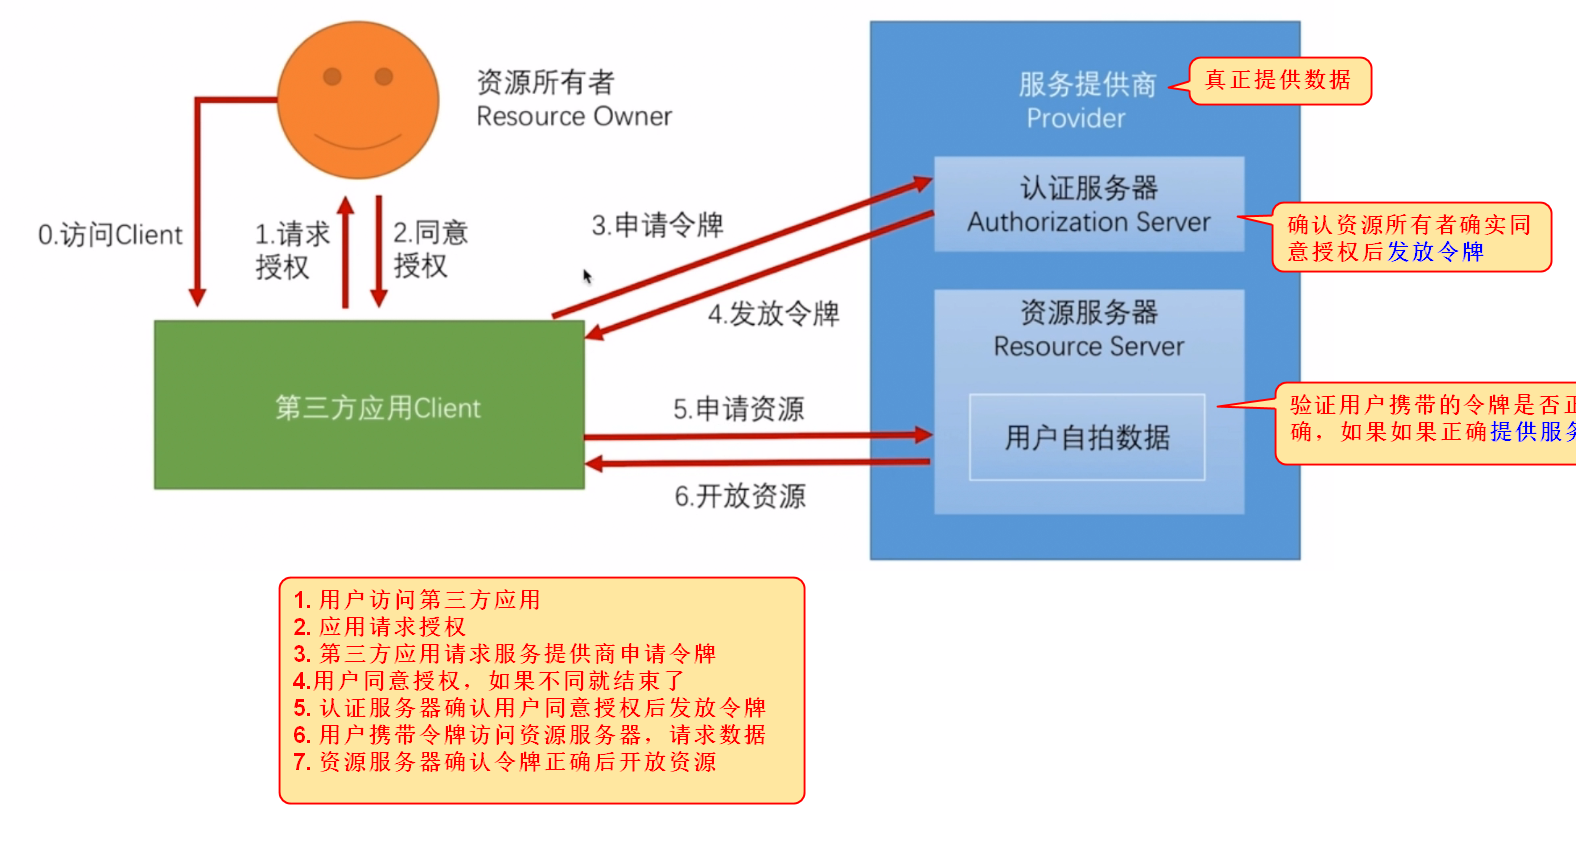 资源所有者
Resource Owner
服务提供商
Provider
真正提供数据
认证服务器
Authorization Server
确认资源所有者确实同
意授权后发放令牌
0.访问Client
1.请求
授权
2.同意
授权
3.申请令牌
4.发放令牌
资源服务器
Resource Server
用户自拍数据
验证用户携带的令牌是否正
确，如果如果正确提供服务
第三方应用Client
5.申请资源
6.开放资源
1. 用户访问第三方应用
2. 应用请求授权
3. 第三方应用请求服务提供商申请令牌
4.用户同意授权，如果不同就结束了
5. 认证服务器确认用户同意授权后发放令牌
6. 用户携带令牌访问资源服务器，请求数据
7. 资源服务器确认令牌正确后开放资源